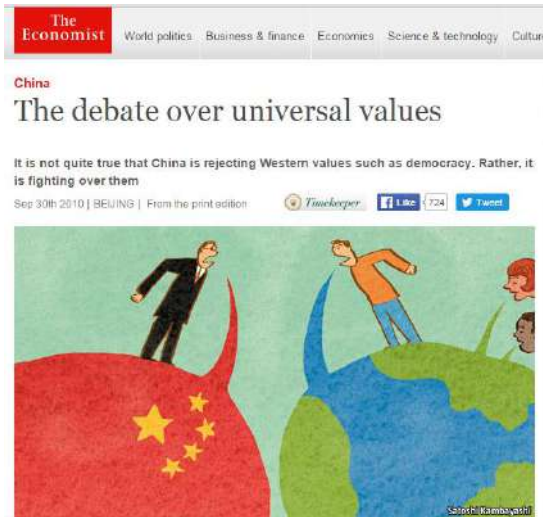 The
Economist
World politics Business & finance Economics Science & technology Cultur
China
The debate over universal values
It is not quite true that China is rejecting Western values such as democracy. Rather, it
is fighting over them
Sep 30th 2010 | BEIJING | From the print edition Timekeeper Like 724 Tweet
Satoshi Kambayashi